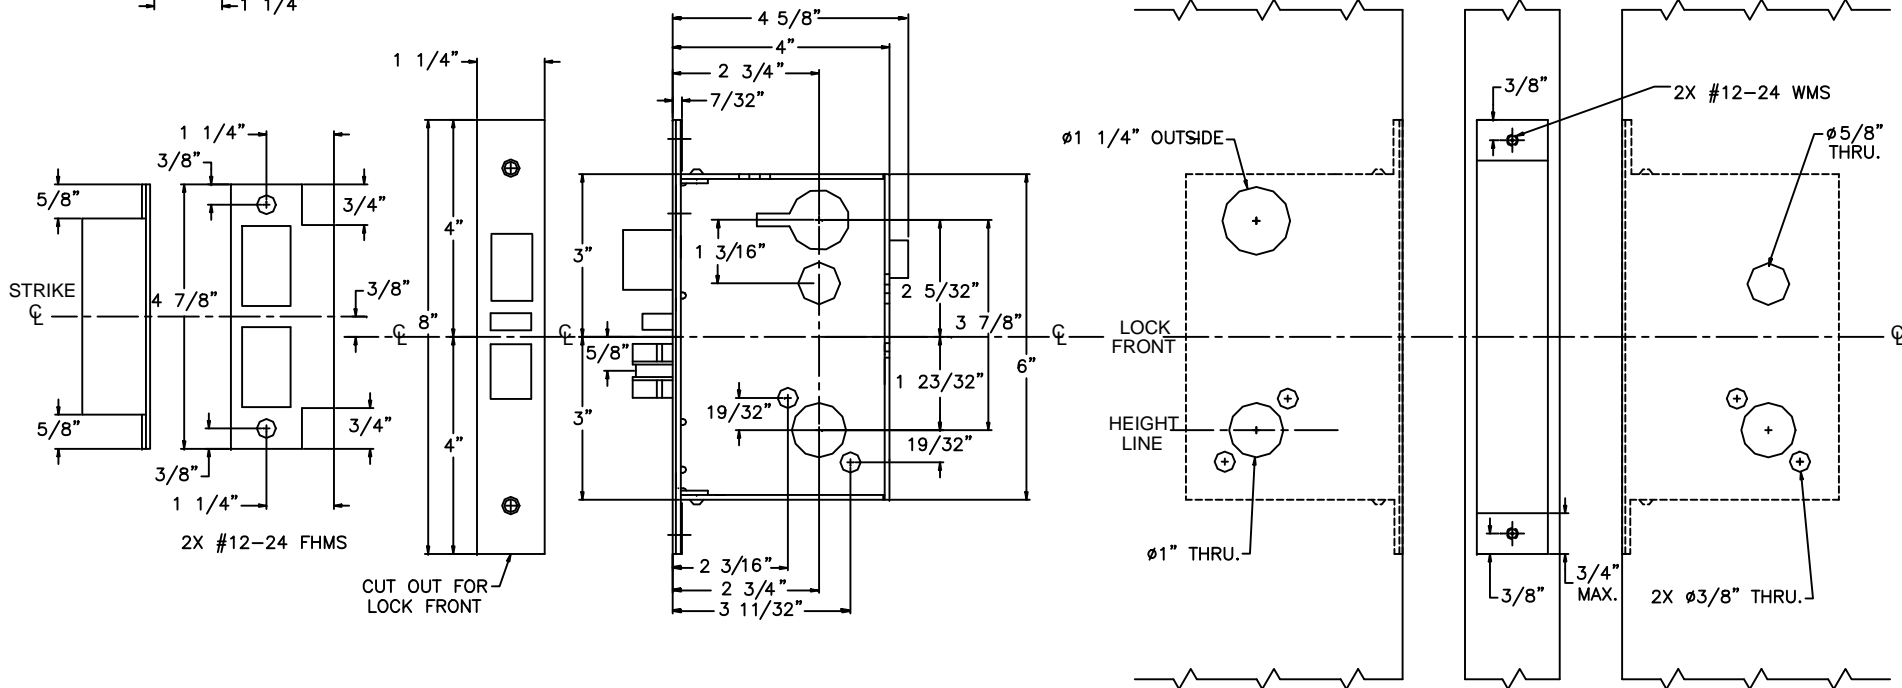 1 1/4
STRIKE
℄
5/8"
5/8"
1 1/4"
3/8"
3/4"
4 7/8"
3/8"
3/4"
3/8"
1 1/4"
2X #12-24 FHMS
1 1/4"
℄
8"
4"
4"
CUT OUT FOR
LOCK FRONT
℄
4 5/8"
4"
2 3/4"
7/32"
3"
1 3/16"
2 5/32"
3 7/8"
5/8"
6"
1 23/32"
3"
19/32"
19/32"
2 3/16"
2 3/4"
3 11/32"
℄
LOCK
FRONT
HEIGHT
LINE
ø1 1/4" OUTSIDE
ø1" THRU.
3/8"
2X #12-24 WMS
3/8"
3/4"
MAX.
ø5/8"
THRU.
2X ø3/8" THRU.
℄